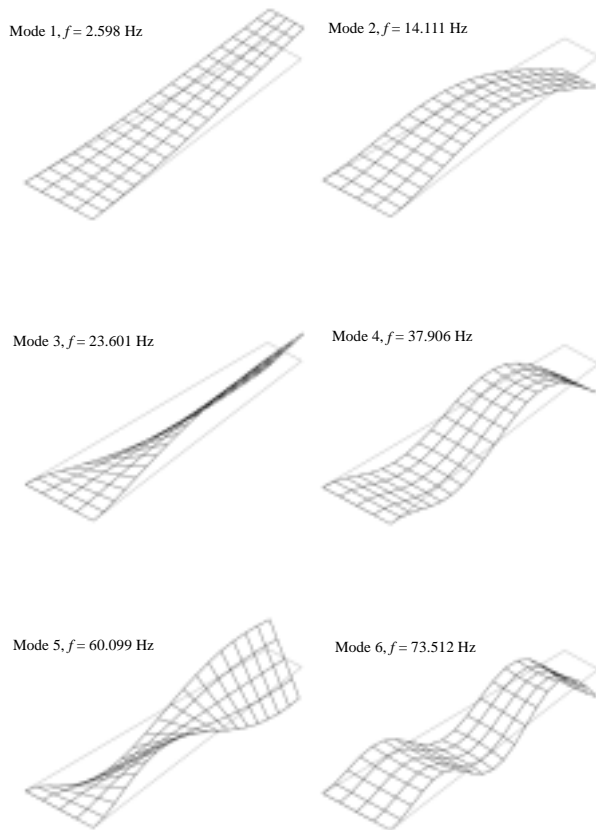 Mode 1, f = 2.598 Hz
Mode 2, f = 14.111 Hz
Mode 3, f = 23.601 Hz
Mode 4, f = 37.906 Hz
Mode 5, f = 60.099 Hz
Mode 6, f = 73.512 Hz